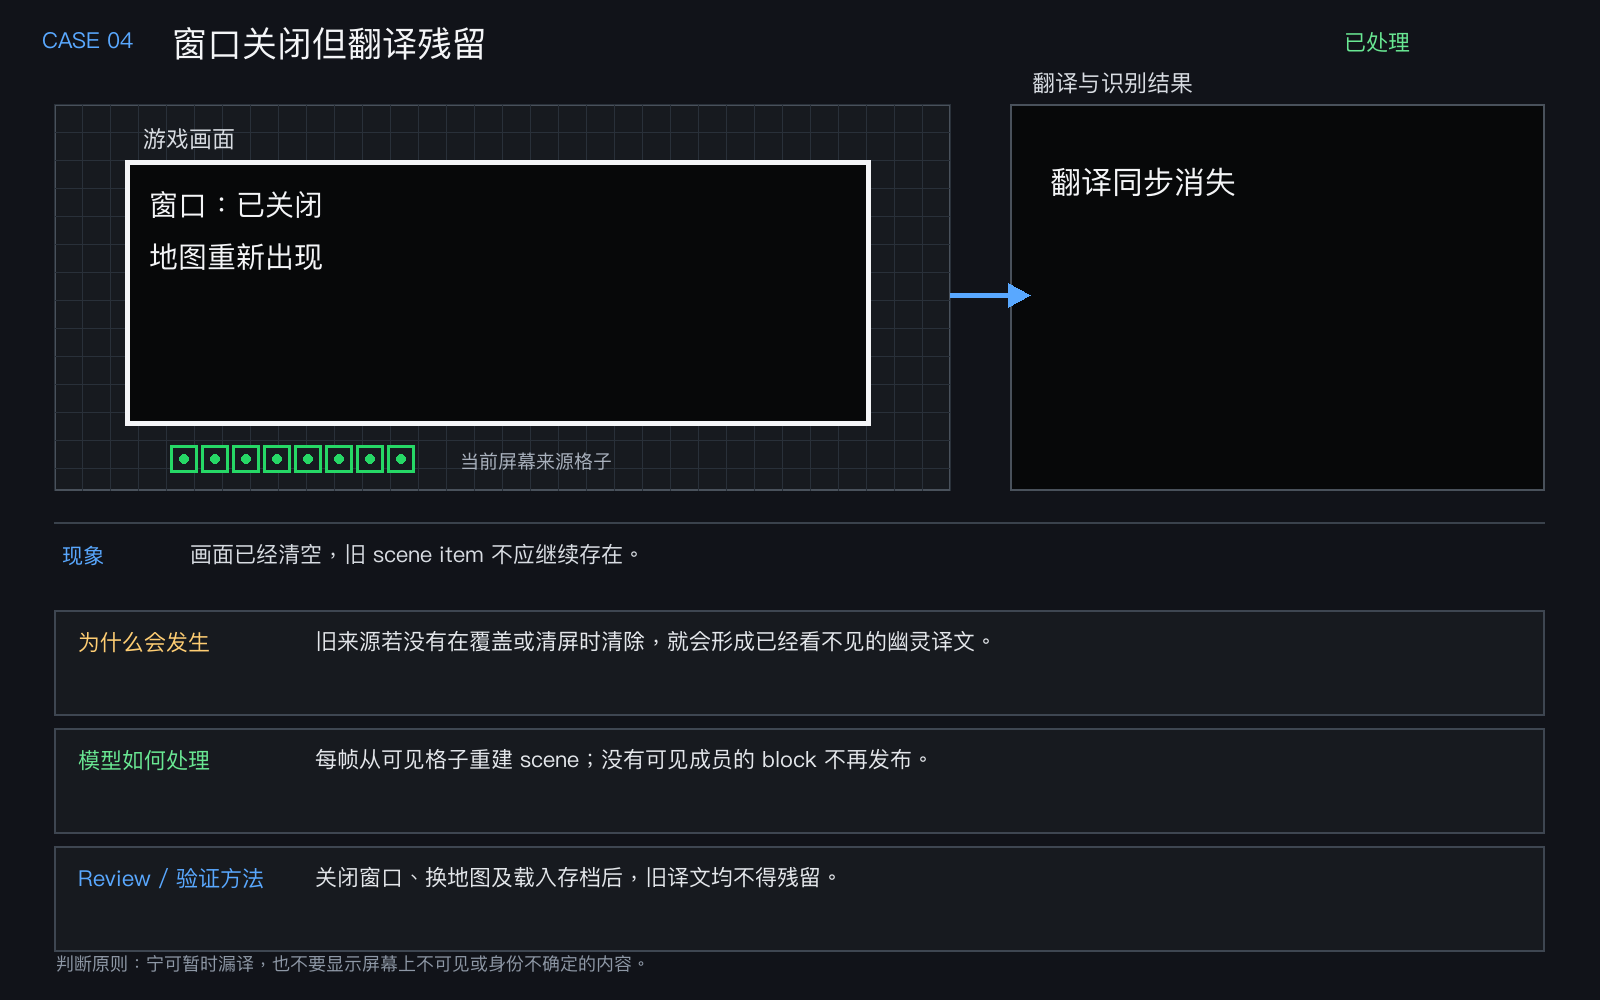 CASE 04
窗口关闭但翻译残留
已处理
翻译与识别结果
游戏画面
窗口：已关闭
地图重新出现
翻译同步消失
当前屏幕来源格子
现象
画面已经清空，旧 scene item 不应继续存在。
为什么会发生
旧来源若没有在覆盖或清屏时清除，就会形成已经看不见的幽灵译文。
模型如何处理
每帧从可见格子重建 scene；没有可见成员的 block 不再发布。
Review / 验证方法
关闭窗口、换地图及载入存档后，旧译文均不得残留。
判断原则：宁可暂时漏译，也不要显示屏幕上不可见或身份不确定的内容。